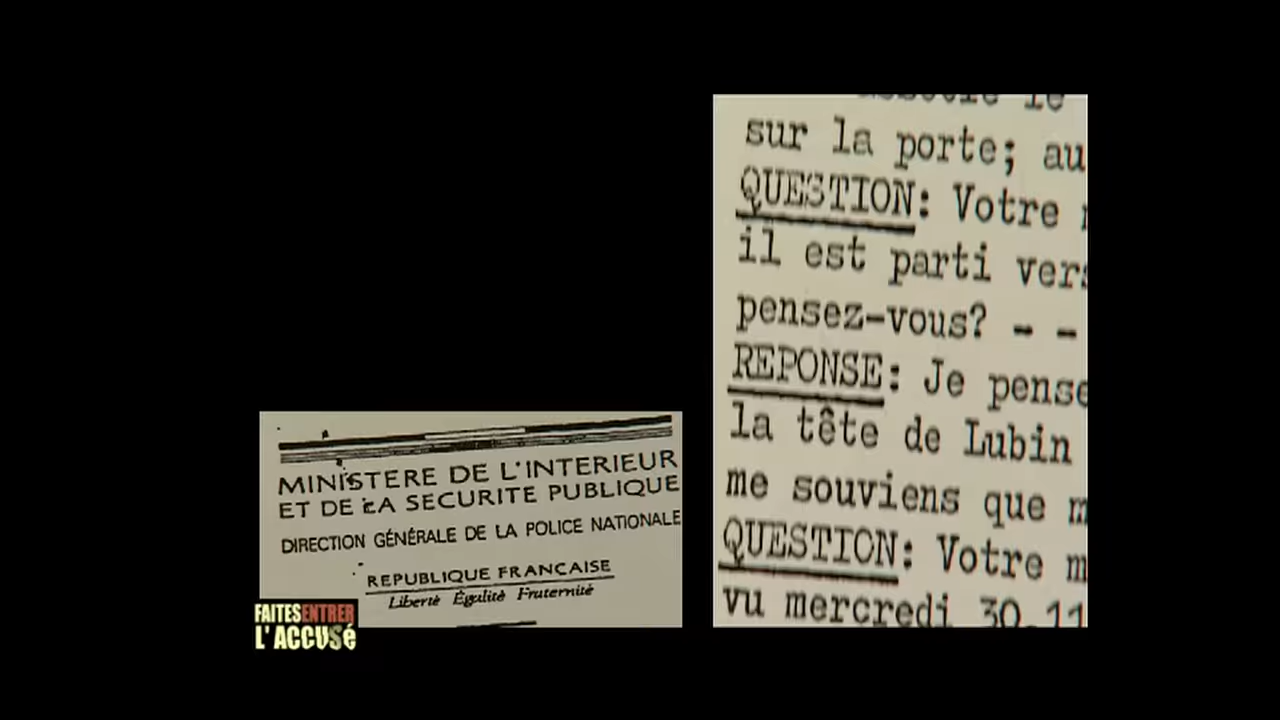 MINISTERE DE L'INTERIEUR
ET DE LA SECURITE PUBLIQUE
DIRECTION GÉNÉRALE DE LA POLICE NATIONALE
REPUBLIQUE FRANÇAISE
Liberté Égalité Fraternité
FAITES ENTRER
L'ACCUSé
le
sur la porte; au
QUESTION: Votre
il est parti vers
pensez-vous? - -
REPONSE: Je pense
la tête de Lubin
me souviens que m
QUESTION: Votre m
vu mercredi 30.11